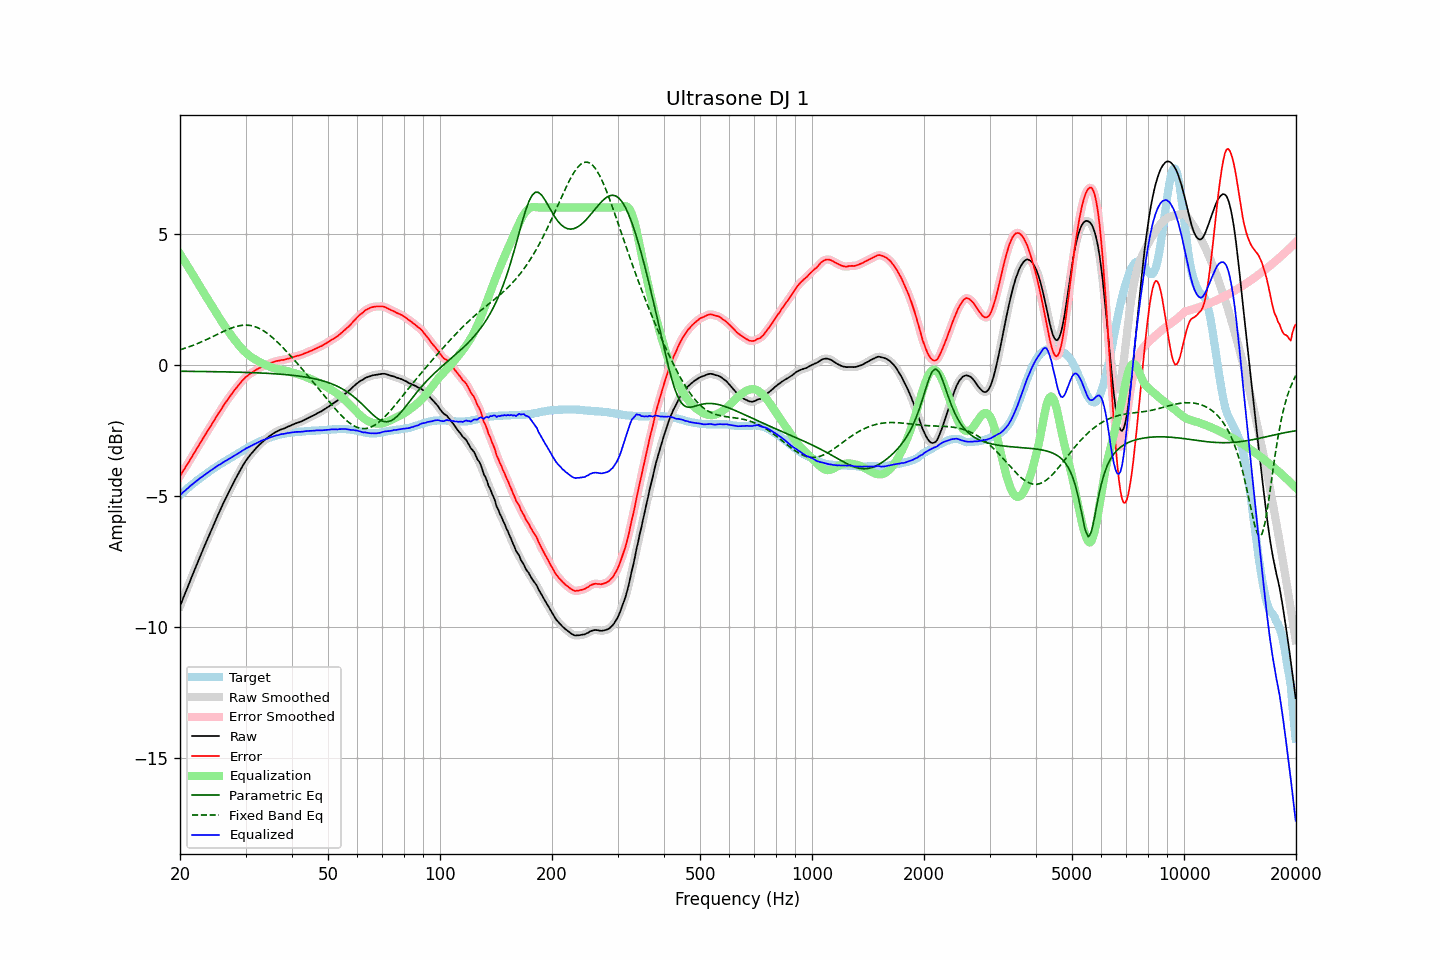 Ultrasone DJ 1
Amplitude (dBr)
5
0
−5
−10
−15
Target
Raw Smoothed
Error Smoothed
Raw
Error
Equalization
Parametric Eq
Fixed Band Eq
Equalized
20 50 100 200 500 1000 2000 5000 10000 20000
Frequency (Hz)